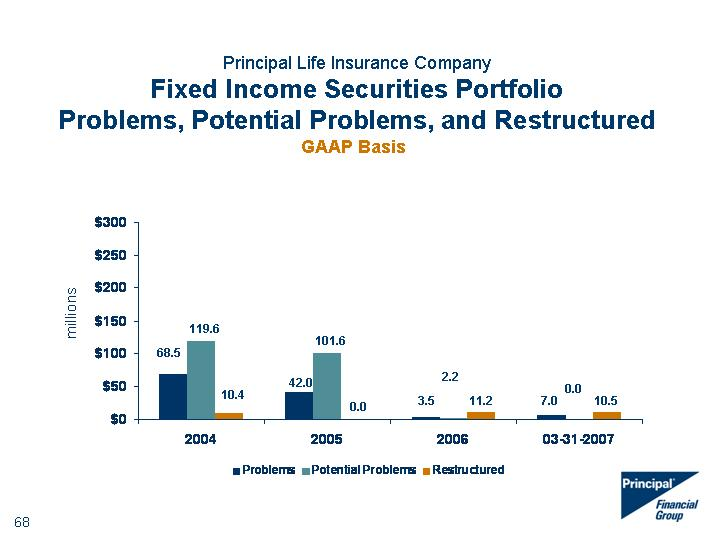 Principal Life Insurance Company
Fixed Income Securities Portfolio
Problems, Potential Problems, and Restructured
GAAP Basis
millions
$300
$250
$200
$150
$100
$50
$0
68.5
119.6
10.4
42.0
101.6
0.0
3.5
2.2
11.2
7.0
0.0
10.5
2004
2005
2006
03-31-2007
Problems
Potential Problems
Restructured
Principal
Financial
Group
68